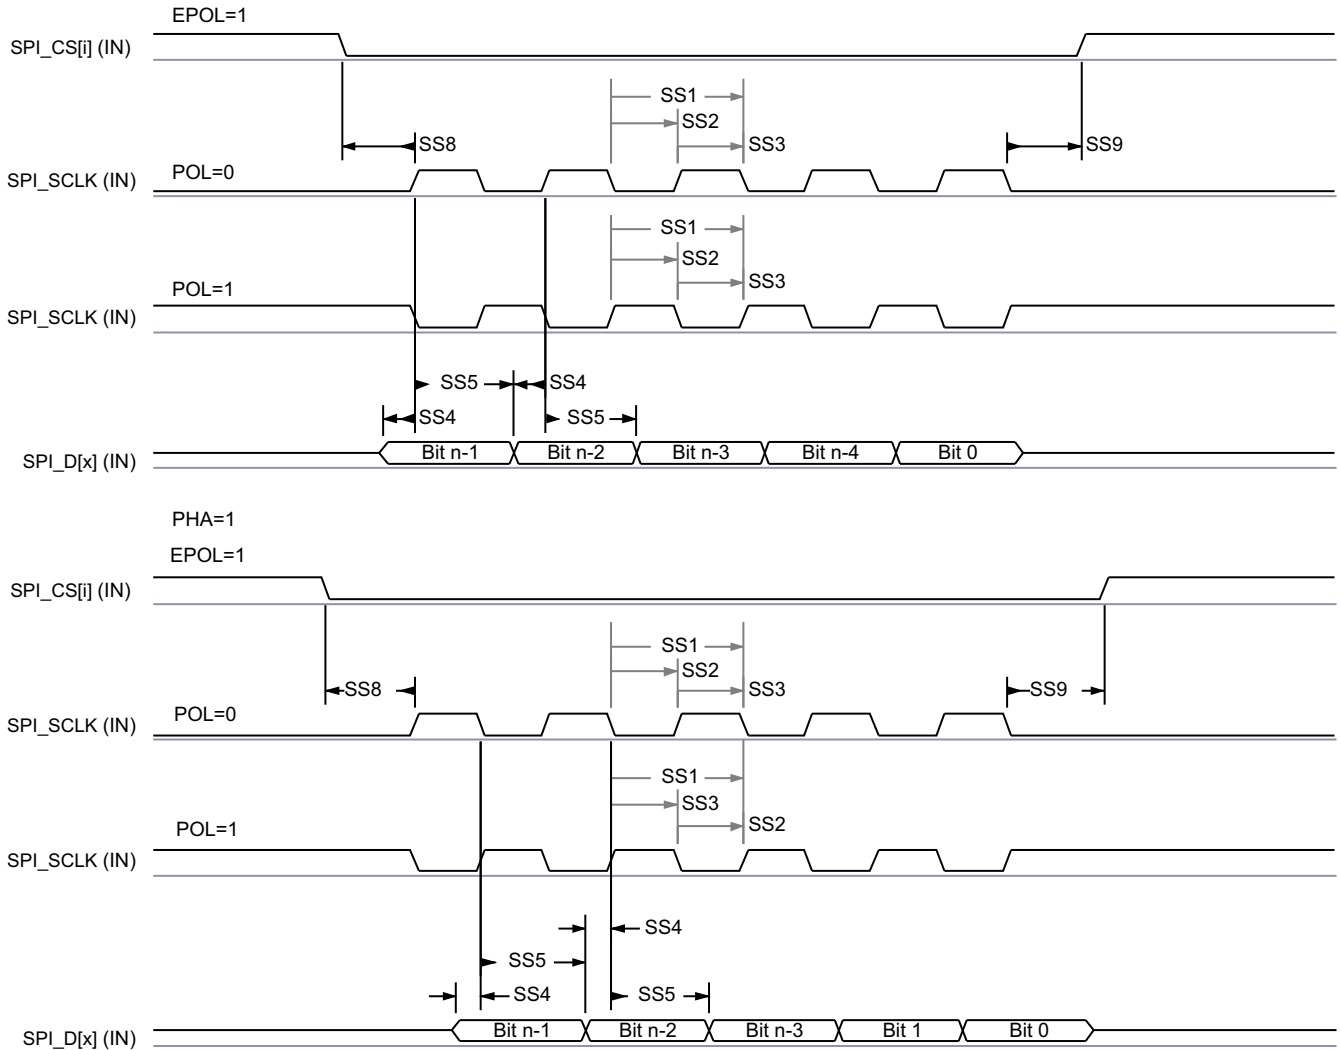 EPOL=1
SPI_CS[i] (IN)
SS1
SS2
SS8
SS3
SS9
POL=0
SPI_SCLK (IN)
SS1
SS2
SS3
POL=1
SPI_SCLK (IN)
SS5
SS4
SS4
SS5
SPI_D[x] (IN)
Bit n-1
Bit n-2
Bit n-3
Bit n-4
Bit 0
PHA=1
EPOL=1
SPI_CS[i] (IN)
SS1
SS2
SS8
SS3
SS9
POL=0
SPI_SCLK (IN)
SS1
SS3
SS2
POL=1
SPI_SCLK (IN)
SS4
SS5
SS4
SS5
SPI_D[x] (IN)
Bit n-1
Bit n-2
Bit n-3
Bit 1
Bit 0